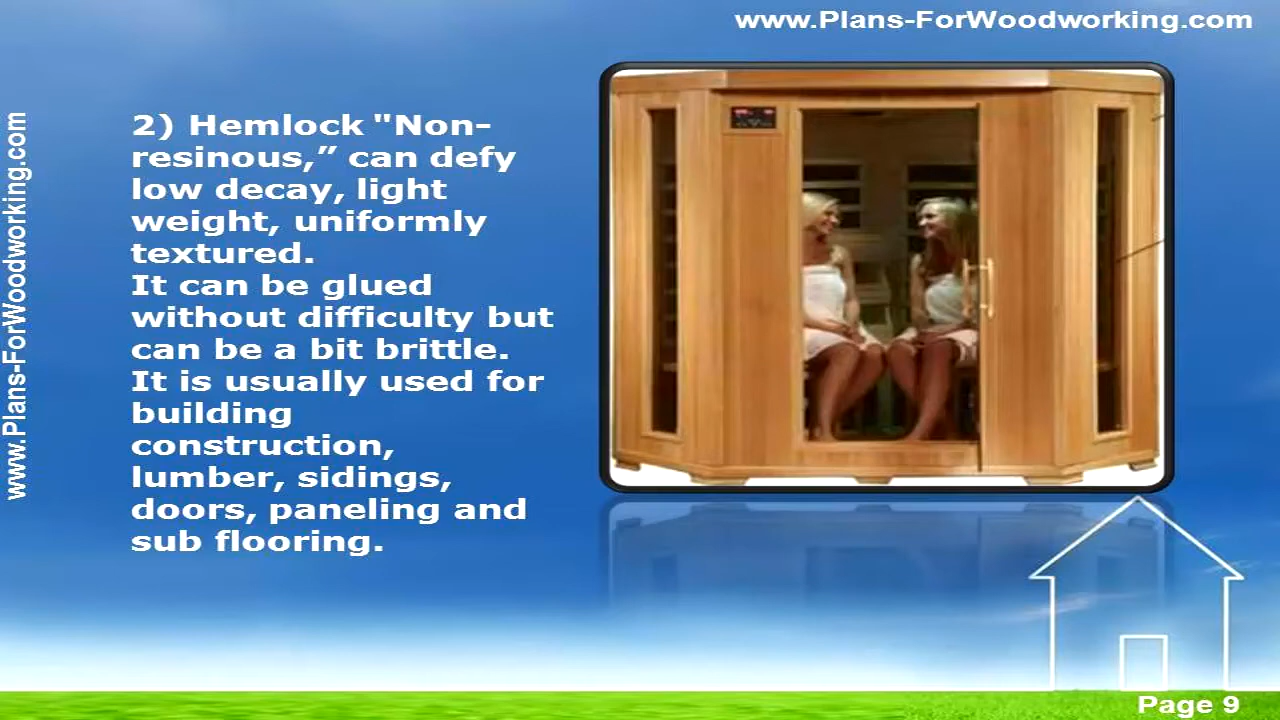 www.Plans-ForWoodworking.com
www.Plans-ForWoodworking.com
2) Hemlock "Non-
resinous,” can defy
low decay, light
weight, uniformly
textured.
It can be glued
without difficulty but
can be a bit brittle.
It is usually used for
building
construction,
lumber, sidings,
doors, paneling and
sub flooring.
Page 9